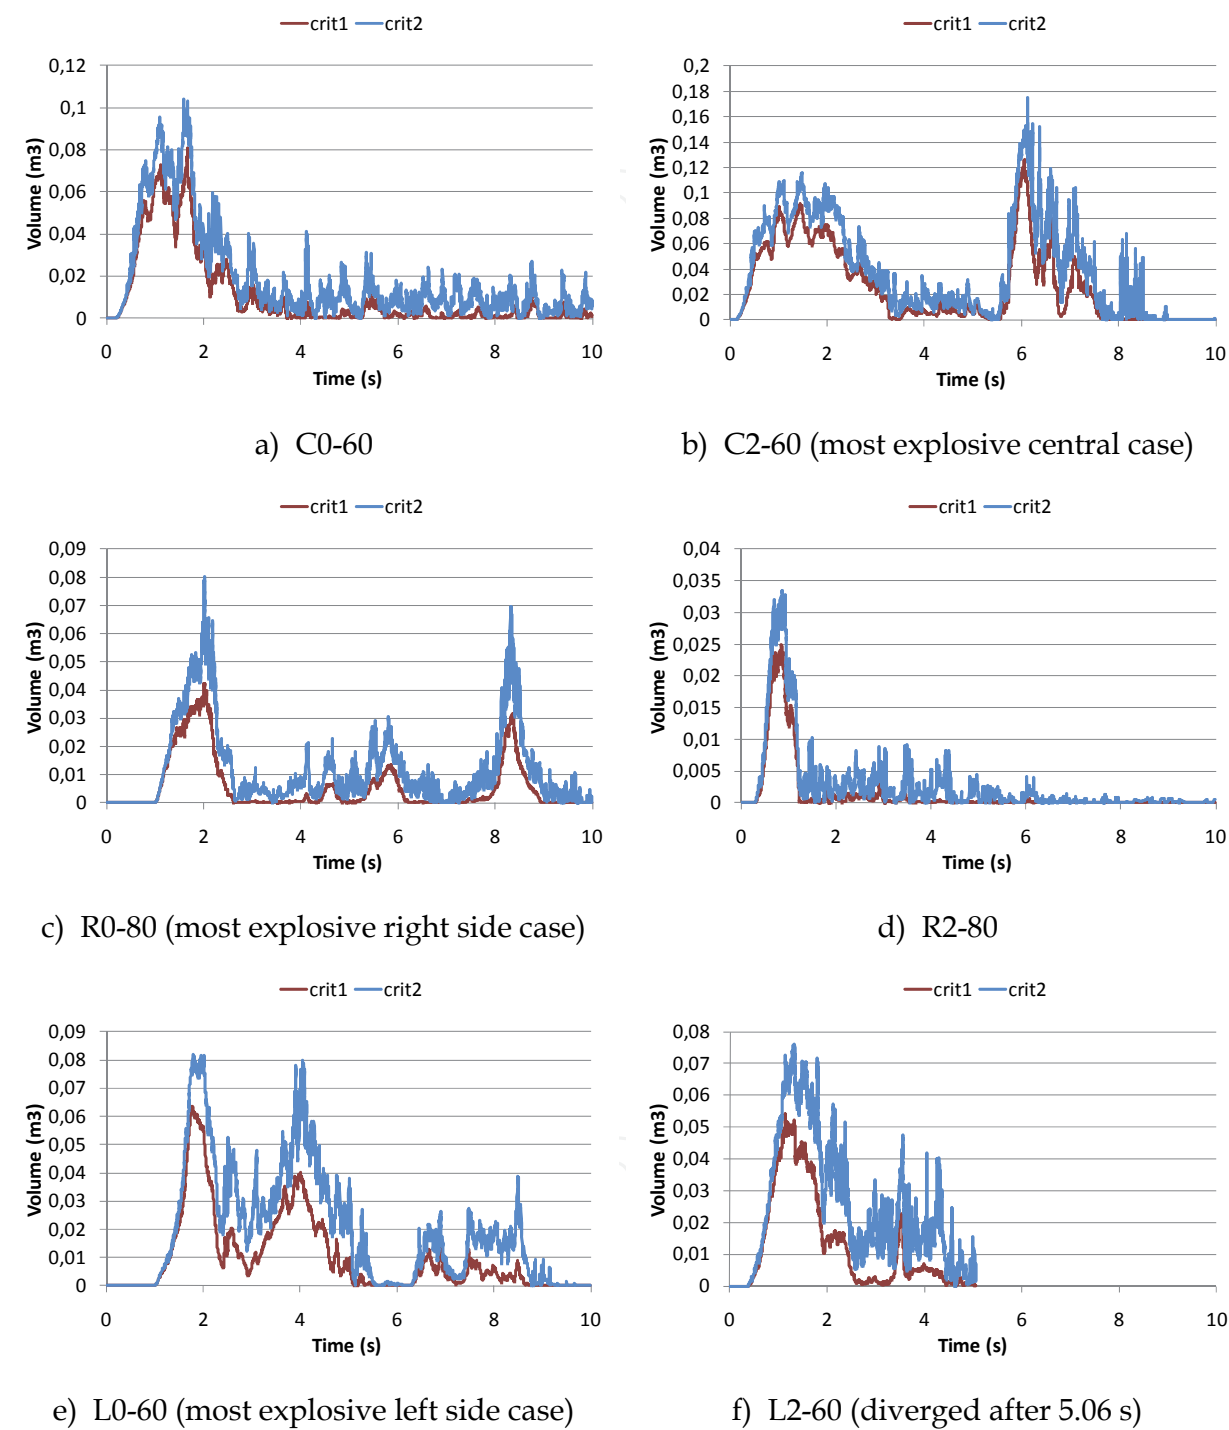 crit1 crit2
0,12
0,1
0,08
0,06
0,04
0,02
0
Volume (m3)
0 2 4 6 8 10
Time (s)
a) C0-60
crit1 crit2
0,2
0,18
0,16
0,14
0,12
0,1
0,08
0,06
0,04
0,02
0
Volume (m3)
0 2 4 6 8 10
Time (s)
b) C2-60 (most explosive central case)
crit1 crit2
0,09
0,08
0,07
0,06
0,05
0,04
0,03
0,02
0,01
0
Volume (m3)
0 2 4 6 8 10
Time (s)
c) R0-80 (most explosive right side case)
crit1 crit2
0,04
0,035
0,03
0,025
0,02
0,015
0,01
0,005
0
Volume (m3)
0 2 4 6 8 10
Time (s)
d) R2-80
crit1 crit2
0,09
0,08
0,07
0,06
0,05
0,04
0,03
0,02
0,01
0
Volume (m3)
0 2 4 6 8 10
Time (s)
e) L0-60 (most explosive left side case)
crit1 crit2
0,08
0,07
0,06
0,05
0,04
0,03
0,02
0,01
0
Volume (m3)
0 2 4 6 8 10
Time (s)
f) L2-60 (diverged after 5.06 s)